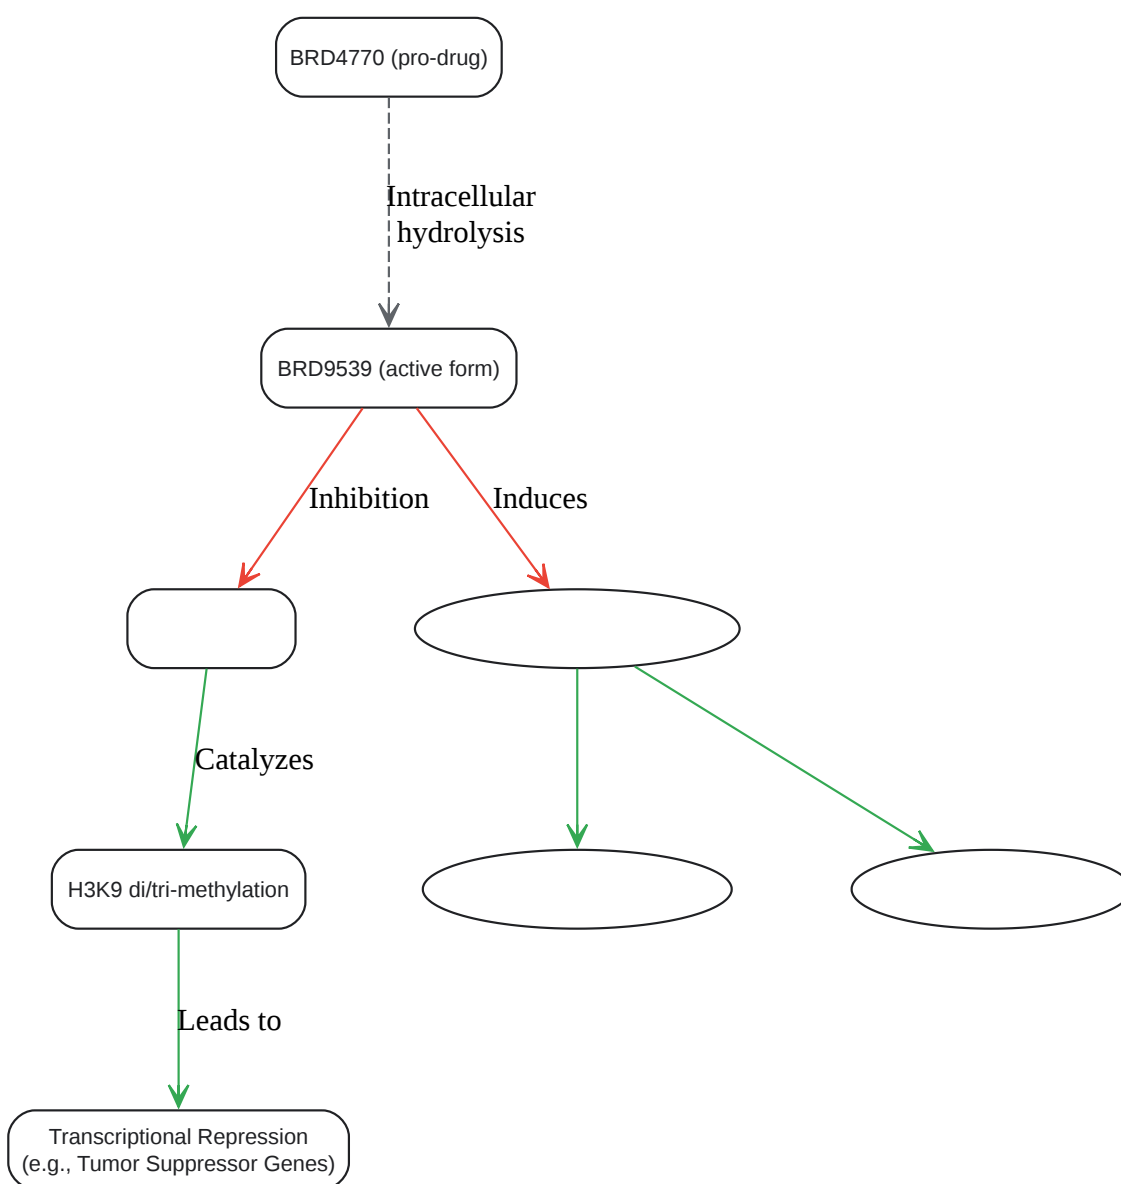 BRD4770 (pro-drug)
Intracellular
hydrolysis
BRD9539 (active form)
Inhibition
Induces
Catalyzes
H3K9 di/tri-methylation
Leads to
Transcriptional Repression
(e.g., Tumor Suppressor Genes)